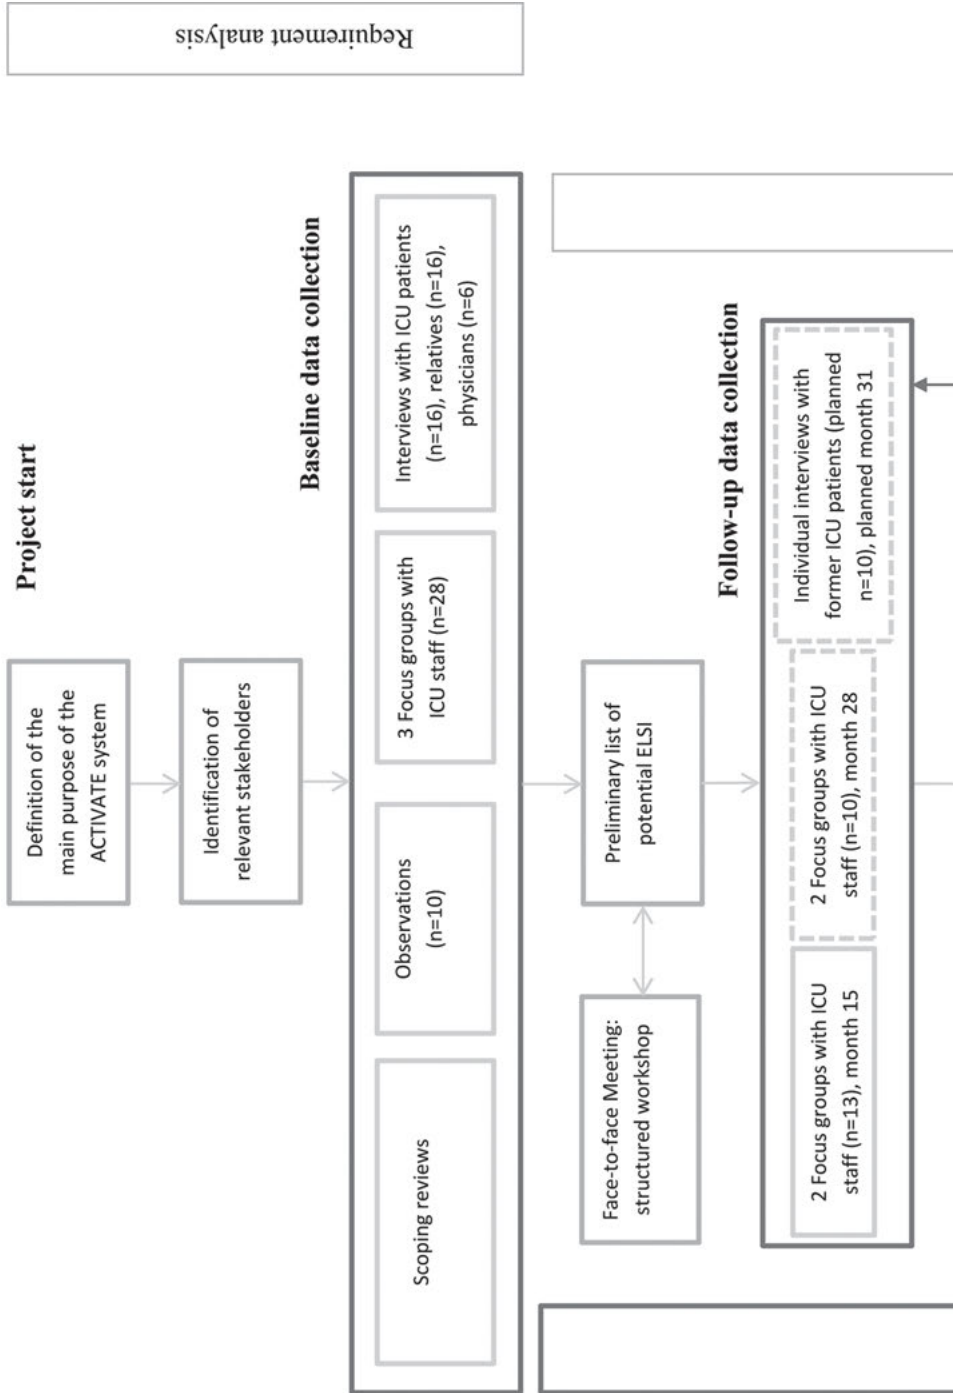 Project start
Definition of the
main purpose of the
ACTIVATE system
Identification of
relevant stakeholders
Requirement analysis
Baseline data collection
Scoping reviews
Observations
(n=10)
3 Focus groups with
ICU staff (n=28)
Interviews with ICU patients
(n=16), relatives (n=16),
physicians (n=6)
Face-to-face Meeting:
structured workshop
Preliminary list of
potential ELSI
Follow-up data collection
2 Focus groups with ICU
staff (n=13), month 15
2 Focus groups with ICU
staff (n=10), month 28
Individual interviews with
former ICU patients (planned
n=10), planned month 31